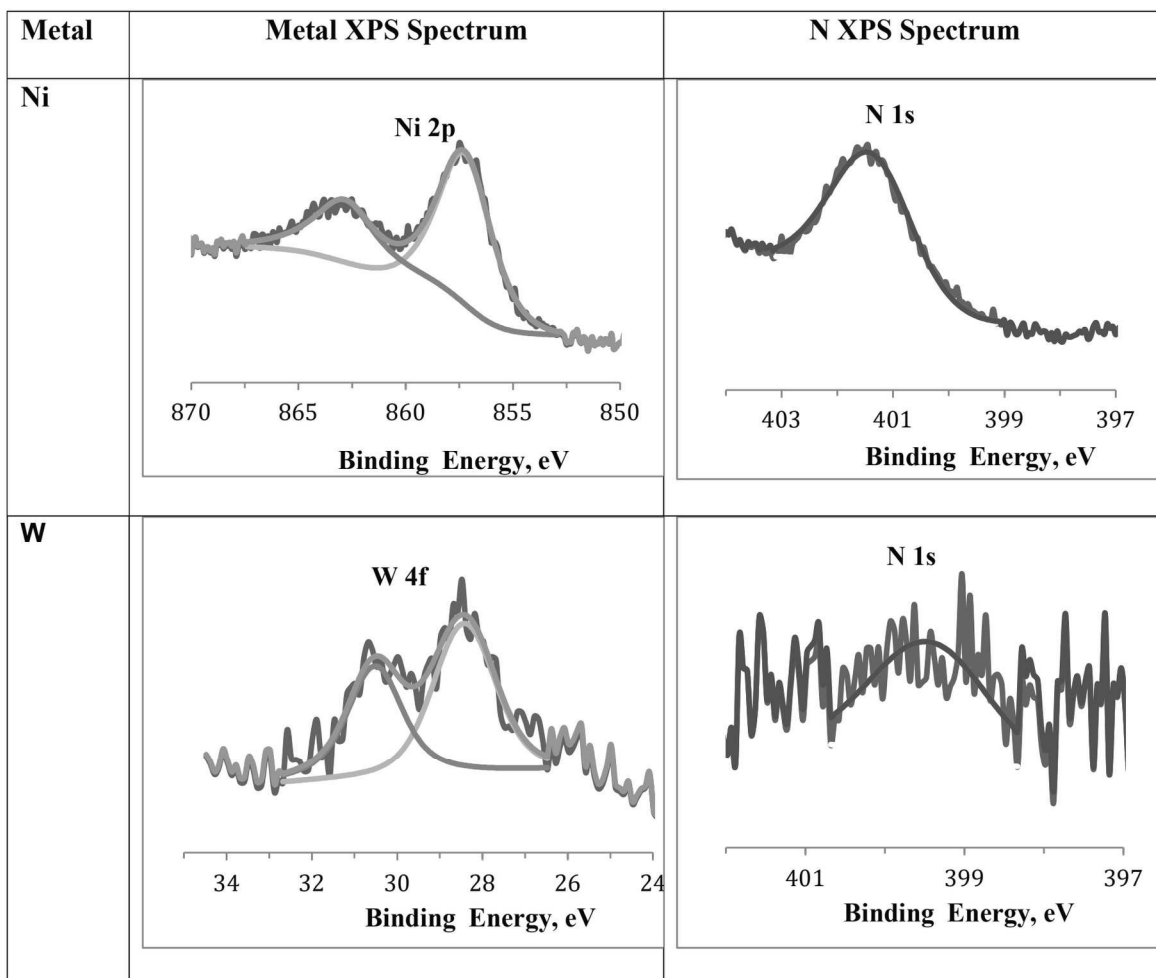 Metal Metal XPS Spectrum N XPS Spectrum
Ni
Ni 2p
870 865 860 855 850
Binding Energy, eV
N 1s
403 401 399 397
Binding Energy, eV
W
W 4f
34 32 30 28 26 24
Binding Energy, eV
N 1s
401 399 397
Binding Energy, eV